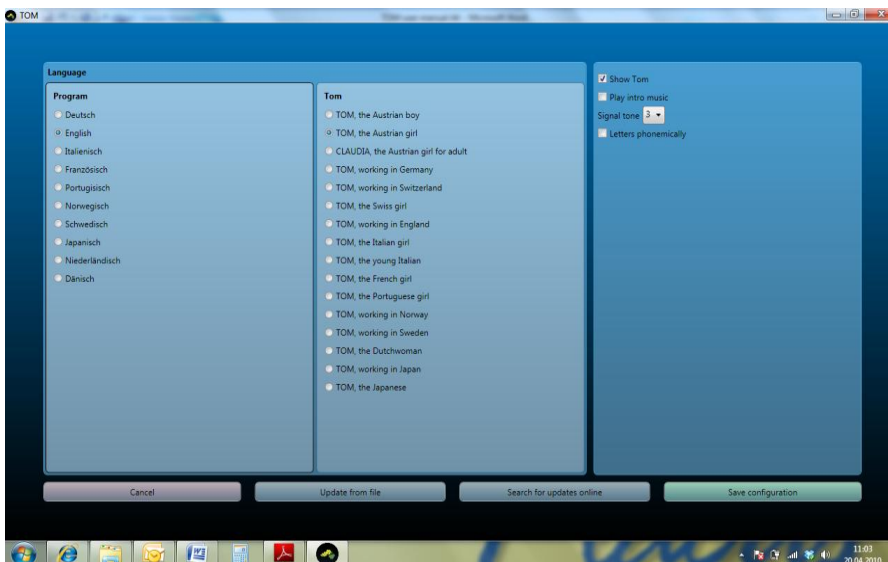 TOM
Language
Program
Deutsch
English
Italienisch
Französisch
Portugisisch
Norwegisch
Schwedisch
Japanisch
Niederländisch
Dänisch
Tom
TOM, the Austrian boy
TOM, the Austrian girl
CLAUDIA, the Austrian girl for adult
TOM, working in Germany
TOM, working in Switzerland
TOM, the Swiss girl
TOM, working in England
TOM, the Italian girl
TOM, the young Italian
TOM, the French girl
TOM, the Portuguese girl
TOM, working in Norway
TOM, working in Sweden
TOM, the Dutchwoman
TOM, working in Japan
TOM, the Japanese
Show Tom
Play intro music
Signal tone 3
Letters phonemically
Cancel
Update from file
Search for updates online
Save configuration
11:03
20.04.2010